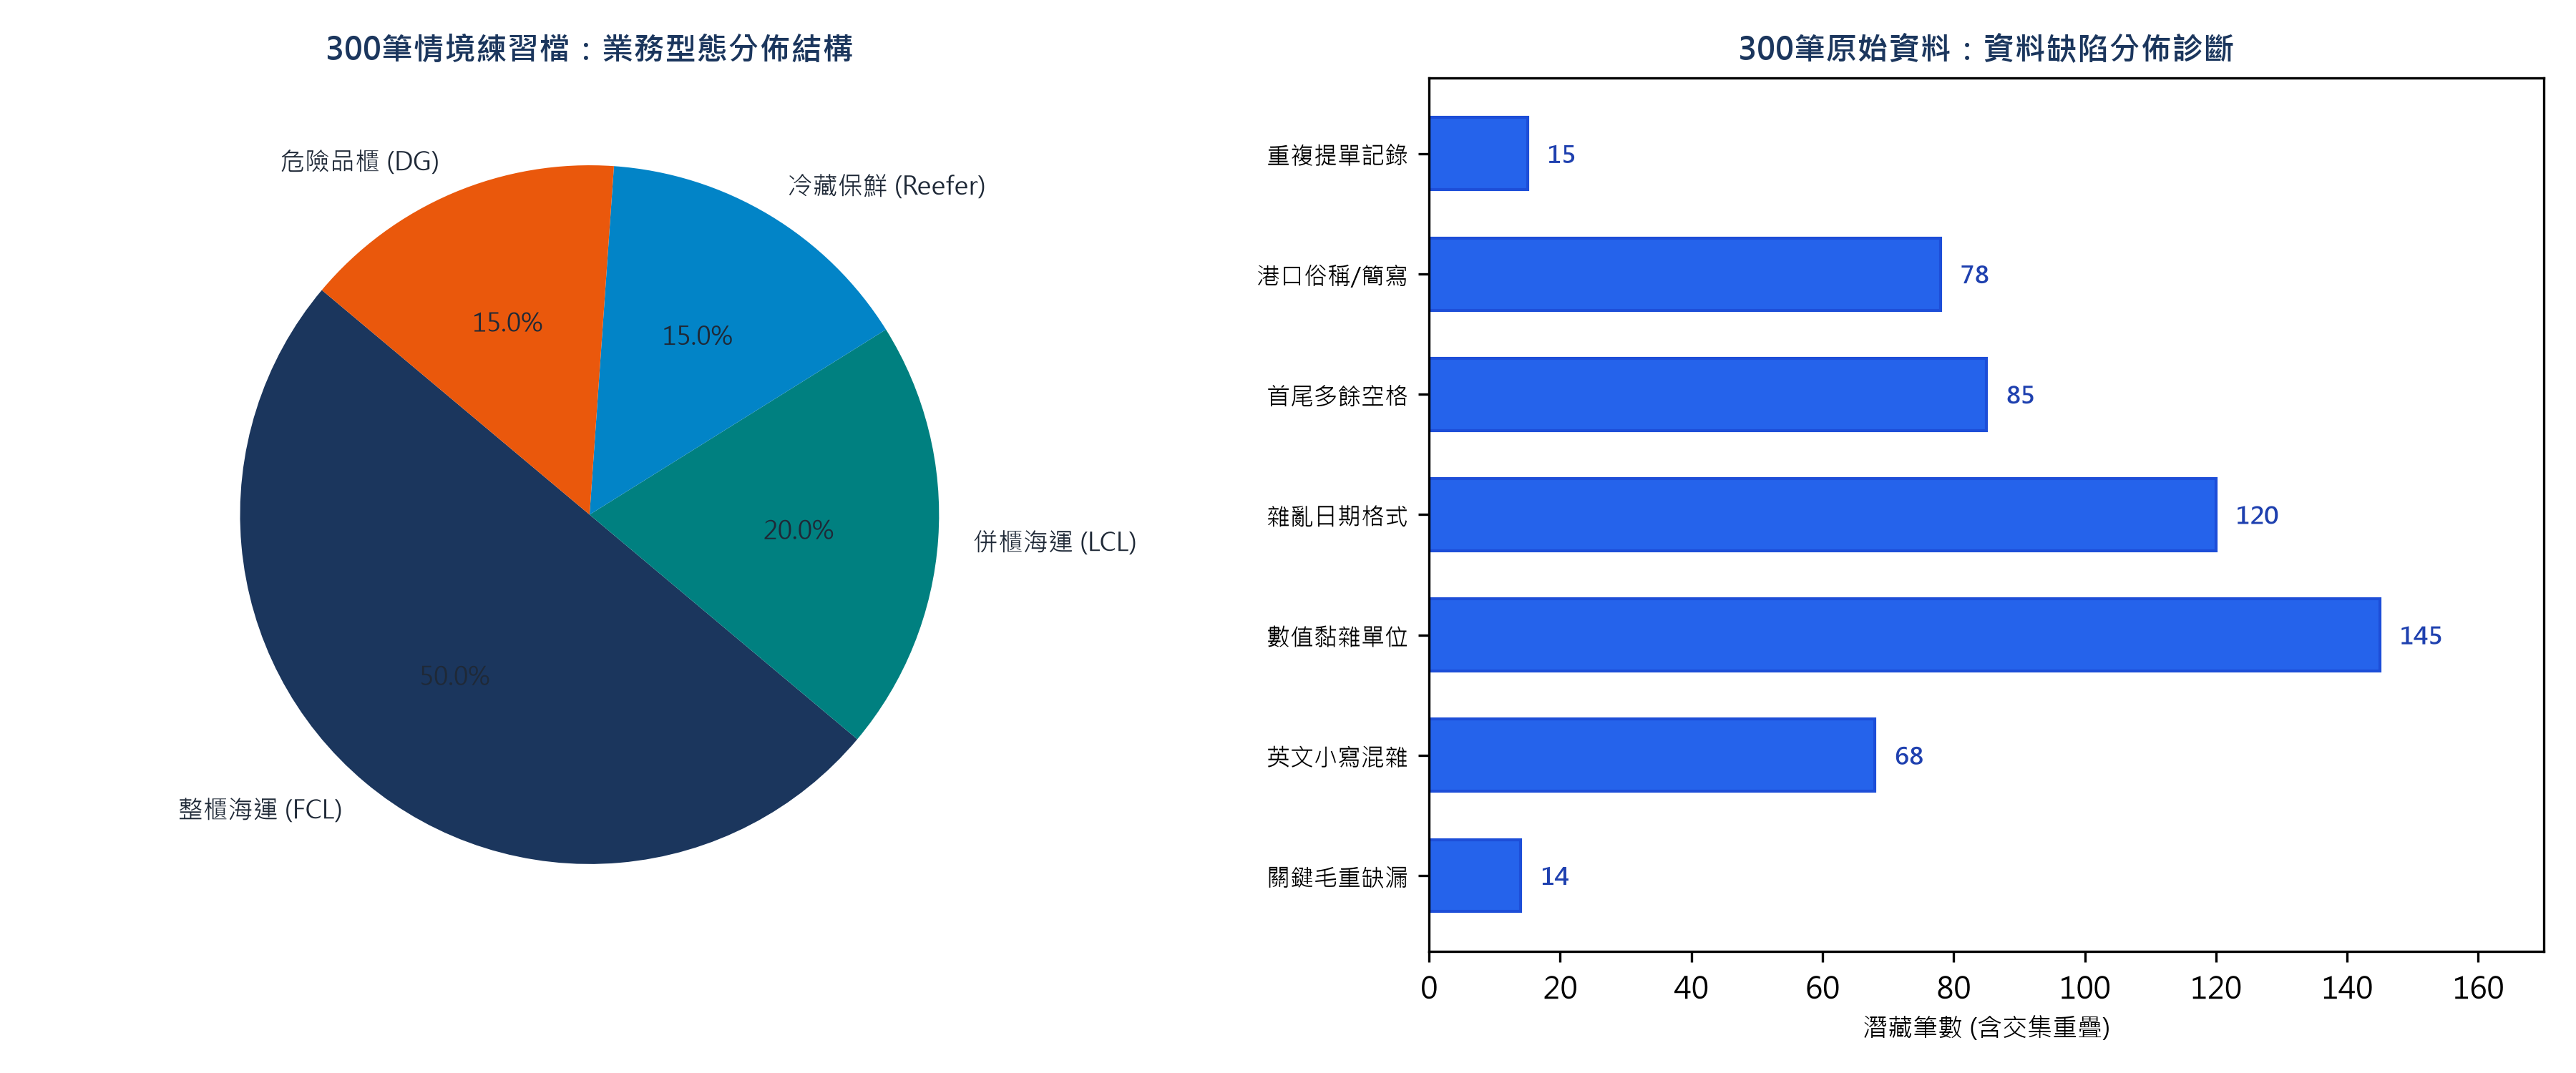 300筆情境練習檔：業務型態分佈結構
危險品櫃 (DG)
冷藏保鮮 (Reefer)
15.0%
15.0%
20.0%
併櫃海運 (LCL)
50.0%
整櫃海運 (FCL)
300筆原始資料：資料缺陷分佈診斷
重複提單記錄
15
港口俗稱/簡寫
78
首尾多餘空格
85
雜亂日期格式
120
數值黏雜單位
145
英文小寫混雜
68
關鍵毛重缺漏
14
0 20 40 60 80 100 120 140 160
潛藏筆數 (含交集重疊)